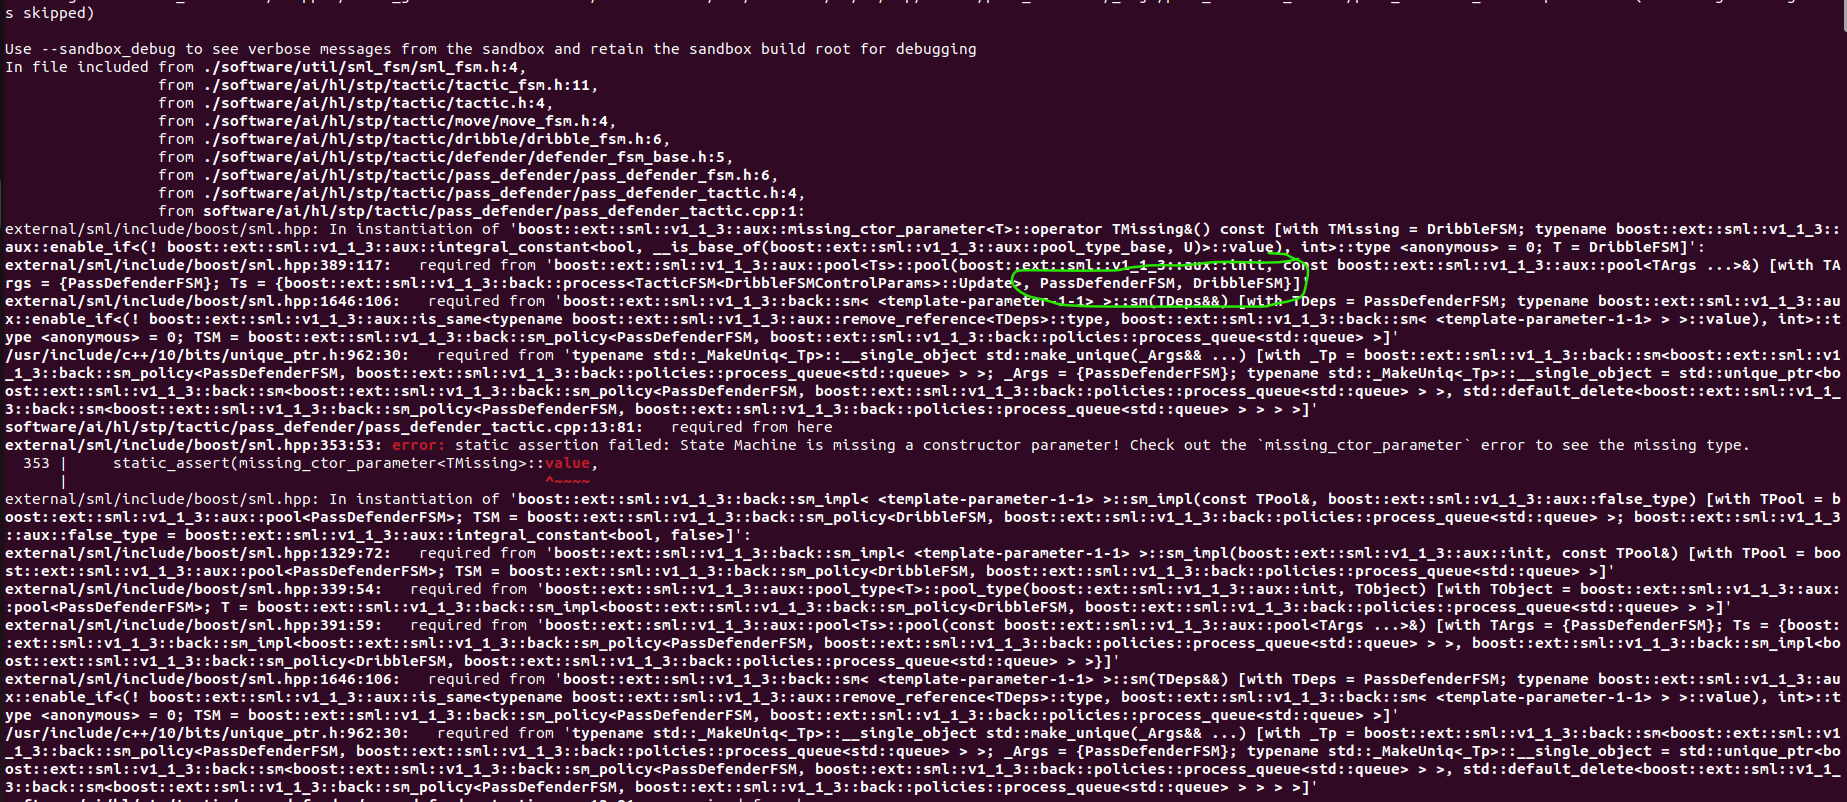 s skipped)
Use --sandbox_debug to see verbose messages from the sandbox and retain the sandbox build root for debugging
In file included from ./software/util/sml_fsm/sml_fsm.h:4,
from ./software/ai/hl/stp/tactic/tactic_fsm.h:11,
from ./software/ai/hl/stp/tactic/tactic.h:4,
from ./software/ai/hl/stp/tactic/move/move_fsm.h:4,
from ./software/ai/hl/stp/tactic/dribble/dribble_fsm.h:6,
from ./software/ai/hl/stp/tactic/defender/defender_fsm_base.h:5,
from ./software/ai/hl/stp/tactic/pass_defender/pass_defender_fsm.h:6,
from ./software/ai/hl/stp/tactic/pass_defender/pass_defender_tactic.h:4,
from software/ai/hl/stp/tactic/pass_defender/pass_defender_tactic.cpp:1:
external/sml/include/boost/sml.hpp: In instantiation of 'boost::ext::sml::v1_1_3::aux::missing_ctor_parameter<T>::operator TMissing&() const [with TMissing = DribbleFSM; typename boost::ext::sml::v1_1_3::
aux::enable_if<(! boost::ext::sml::v1_1_3::aux::integral_constant<bool, __is_base_of(boost::ext::sml::v1_1_3::aux::pool_type_base, U)>::value), int>::type <anonymous> = 0; T = DribbleFSM]':
external/sml/include/boost/sml.hpp:389:117:   required from 'boost::ext::sml::v1_1_3::aux::pool<Ts>::pool(boost::ext::sml::v1_1_3::aux::init, const boost::ext::sml::v1_1_3::aux::pool<TArgs ...>&) [with TA
rgs = {PassDefenderFSM}; Ts = {boost::ext::sml::v1_1_3::back::process<TacticFSM<DribbleFSMControlParams>::Update>, PassDefenderFSM, DribbleFSM}]'
external/sml/include/boost/sml.hpp:1646:106:   required from 'boost::ext::sml::v1_1_3::back::sm< <template-parameter-1-1> >::sm(TDeps&&) [with TDeps = PassDefenderFSM; typename boost::ext::sml::v1_1_3::au
x::enable_if<(! boost::ext::sml::v1_1_3::aux::is_same<typename boost::ext::sml::v1_1_3::aux::remove_reference<TDeps>::type, boost::ext::sml::v1_1_3::back::sm< <template-parameter-1-1> > >::value), int>::t
ype <anonymous> = 0; TSM = boost::ext::sml::v1_1_3::back::sm_policy<PassDefenderFSM, boost::ext::sml::v1_1_3::back::policies::process_queue<std::queue> >]'
/usr/include/c++/10/bits/unique_ptr.h:962:30:   required from 'typename std::_MakeUniq<_Tp>::__single_object std::make_unique(_Args&& ...) [with _Tp = boost::ext::sml::v1_1_3::back::sm<boost::ext::sml::v1
_1_3::back::sm_policy<PassDefenderFSM, boost::ext::sml::v1_1_3::back::policies::process_queue<std::queue> > >; _Args = {PassDefenderFSM}; typename std::_MakeUniq<_Tp>::__single_object = std::unique_ptr<bo
ost::ext::sml::v1_1_3::back::sm<boost::ext::sml::v1_1_3::back::sm_policy<PassDefenderFSM, boost::ext::sml::v1_1_3::back::policies::process_queue<std::queue> > >, std::default_delete<boost::ext::sml::v1_1_
3::back::sm<boost::ext::sml::v1_1_3::back::sm_policy<PassDefenderFSM, boost::ext::sml::v1_1_3::back::policies::process_queue<std::queue> > > > >]'
software/ai/hl/stp/tactic/pass_defender/pass_defender_tactic.cpp:13:81:   required from here
external/sml/include/boost/sml.hpp:353:53: error: static assertion failed: State Machine is missing a constructor parameter! Check out the `missing_ctor_parameter` error to see the missing type.
353 |     static_assert(missing_ctor_parameter<TMissing>::value,
|                                                     ^~~~~
external/sml/include/boost/sml.hpp: In instantiation of 'boost::ext::sml::v1_1_3::back::sm_impl< <template-parameter-1-1> >::sm_impl(const TPool&, boost::ext::sml::v1_1_3::aux::false_type) [with TPool = b
oost::ext::sml::v1_1_3::aux::pool<PassDefenderFSM>; TSM = boost::ext::sml::v1_1_3::back::sm_policy<DribbleFSM, boost::ext::sml::v1_1_3::back::policies::process_queue<std::queue> >; boost::ext::sml::v1_1_3
::aux::false_type = boost::ext::sml::v1_1_3::aux::integral_constant<bool, false>]':
external/sml/include/boost/sml.hpp:1329:72:   required from 'boost::ext::sml::v1_1_3::back::sm_impl< <template-parameter-1-1> >::sm_impl(boost::ext::sml::v1_1_3::aux::init, const TPool&) [with TPool = boo
st::ext::sml::v1_1_3::aux::pool<PassDefenderFSM>; TSM = boost::ext::sml::v1_1_3::back::sm_policy<DribbleFSM, boost::ext::sml::v1_1_3::back::policies::process_queue<std::queue> >]'
external/sml/include/boost/sml.hpp:339:54:   required from 'boost::ext::sml::v1_1_3::aux::pool_type<T>::pool_type(boost::ext::sml::v1_1_3::aux::init, TObject) [with TObject = boost::ext::sml::v1_1_3::aux:
:pool<PassDefenderFSM>; T = boost::ext::sml::v1_1_3::back::sm_impl<boost::ext::sml::v1_1_3::back::sm_policy<DribbleFSM, boost::ext::sml::v1_1_3::back::policies::process_queue<std::queue> > >]'
external/sml/include/boost/sml.hpp:391:59:   required from 'boost::ext::sml::v1_1_3::aux::pool<Ts>::pool(const boost::ext::sml::v1_1_3::aux::pool<TArgs ...>&) [with TArgs = {PassDefenderFSM}; Ts = {boost:
:ext::sml::v1_1_3::back::sm_impl<boost::ext::sml::v1_1_3::back::sm_policy<PassDefenderFSM, boost::ext::sml::v1_1_3::back::policies::process_queue<std::queue> > >, boost::ext::sml::v1_1_3::back::sm_impl<bo
ost::ext::sml::v1_1_3::back::sm_policy<DribbleFSM, boost::ext::sml::v1_1_3::back::policies::process_queue<std::queue> > >}]'
external/sml/include/boost/sml.hpp:1646:106:   required from 'boost::ext::sml::v1_1_3::back::sm< <template-parameter-1-1> >::sm(TDeps&&) [with TDeps = PassDefenderFSM; typename boost::ext::sml::v1_1_3::au
x::enable_if<(! boost::ext::sml::v1_1_3::aux::is_same<typename boost::ext::sml::v1_1_3::aux::remove_reference<TDeps>::type, boost::ext::sml::v1_1_3::back::sm< <template-parameter-1-1> > >::value), int>::t
ype <anonymous> = 0; TSM = boost::ext::sml::v1_1_3::back::sm_policy<PassDefenderFSM, boost::ext::sml::v1_1_3::back::policies::process_queue<std::queue> >]'
/usr/include/c++/10/bits/unique_ptr.h:962:30:   required from 'typename std::_MakeUniq<_Tp>::__single_object std::make_unique(_Args&& ...) [with _Tp = boost::ext::sml::v1_1_3::back::sm<boost::ext::sml::v1
_1_3::back::sm_policy<PassDefenderFSM, boost::ext::sml::v1_1_3::back::policies::process_queue<std::queue> > >; _Args = {PassDefenderFSM}; typename std::_MakeUniq<_Tp>::__single_object = std::unique_ptr<bo
ost::ext::sml::v1_1_3::back::sm<boost::ext::sml::v1_1_3::back::sm_policy<PassDefenderFSM, boost::ext::sml::v1_1_3::back::policies::process_queue<std::queue> > >, std::default_delete<boost::ext::sml::v1_1_
3::back::sm<boost::ext::sml::v1_1_3::back::sm_policy<PassDefenderFSM, boost::ext::sml::v1_1_3::back::policies::process_queue<std::queue> > > > >]'